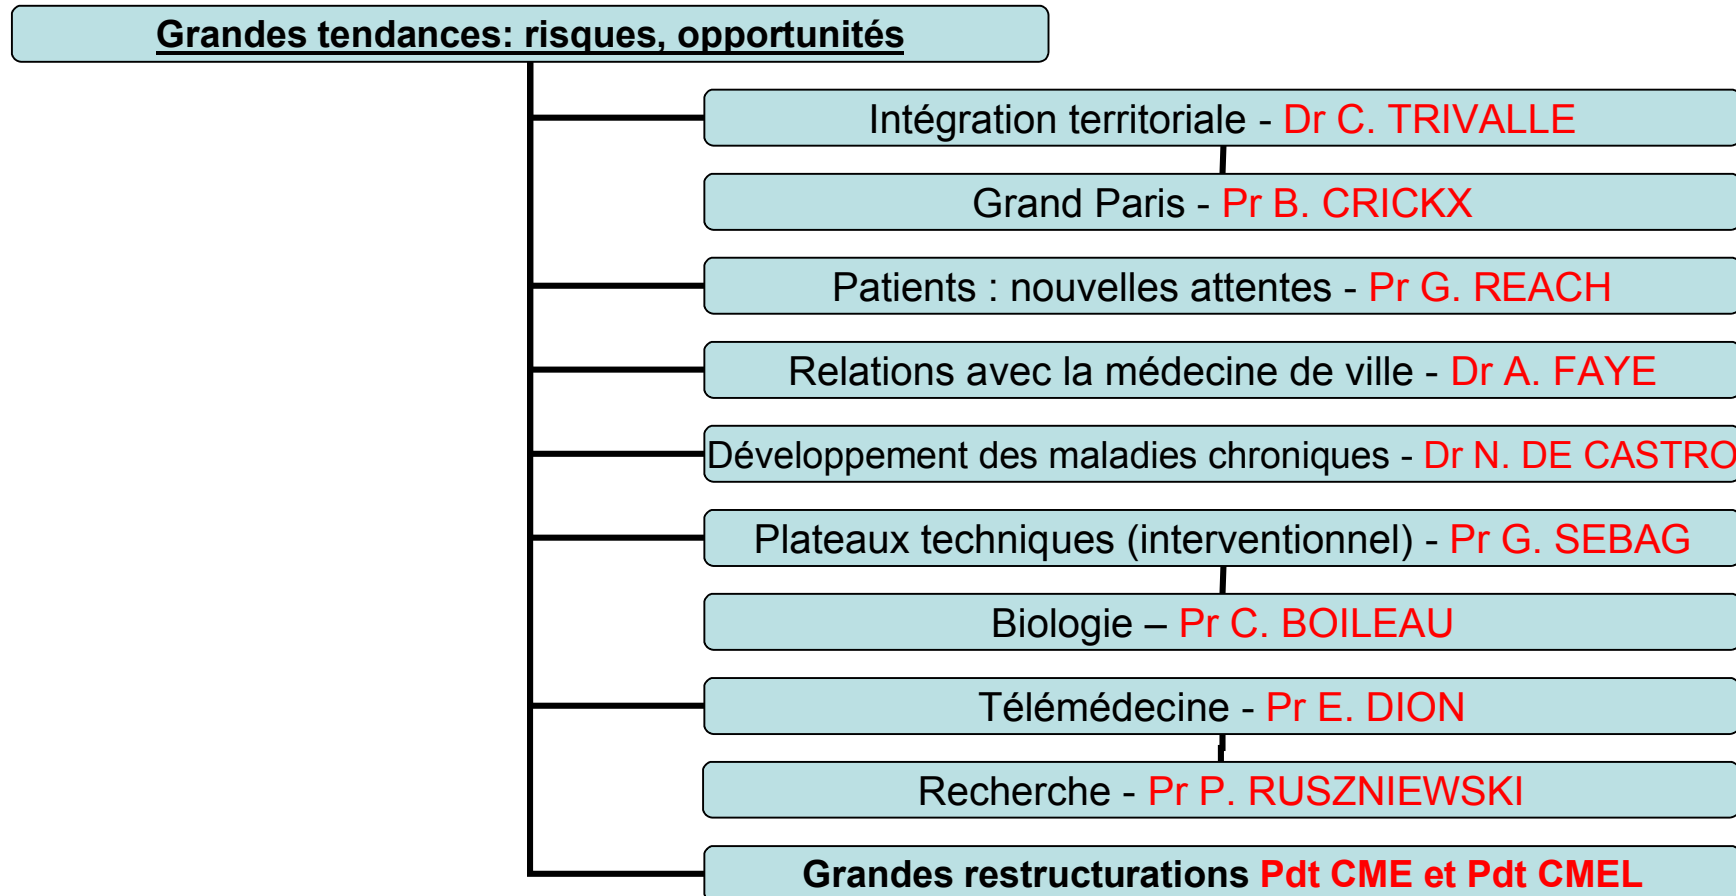 Grandes tendances: risques, opportunités
Intégration territoriale - Dr C. TRIVALLE
Grand Paris - Pr B. CRICKX
Patients : nouvelles attentes - Pr G. REACH
Relations avec la médecine de ville - Dr A. FAYE
Développement des maladies chroniques - Dr N. DE CASTRO
Plateaux techniques (interventionnel) - Pr G. SEBAG
Biologie – Pr C. BOILEAU
Télémédecine - Pr E. DION
Recherche - Pr P. RUSZNIEWSKI
Grandes restructurations Pdt CME et Pdt CMEL